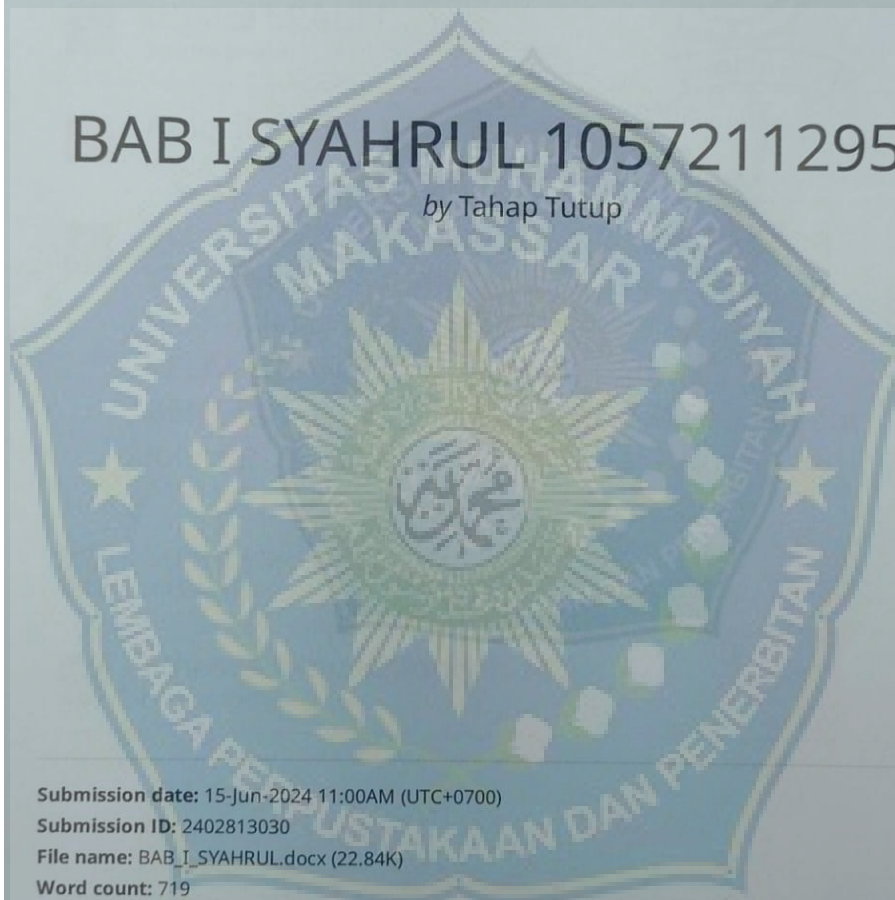 BAB I SYAHRUL 1057211295
by Tahap Tutup
UNIVERSITAS MUHAMMADIYAH
MAKASSAR
محمد
LEMBAGA PERPUSTAKAAN DAN PENERBITAN
Submission date: 15-Jun-2024 11:00AM (UTC+0700)
Submission ID: 2402813030
File name: BAB_I_SYAHRUL.docx (22.84K)
Word count: 719